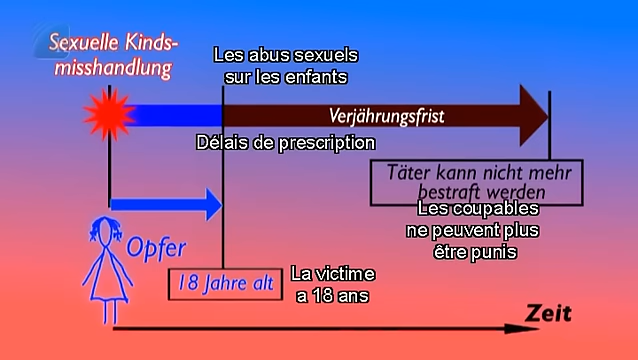 Sexuelle Kinds-
misshandlung
Les abus sexuels
sur les enfants
Verjährungsfrist
Délais de prescription
Täter kann nicht mehr
bestraft werden
Les coupables
ne peuvent plus
être punis
Opfer
18 Jahre alt
La victime
a 18 ans
Zeit